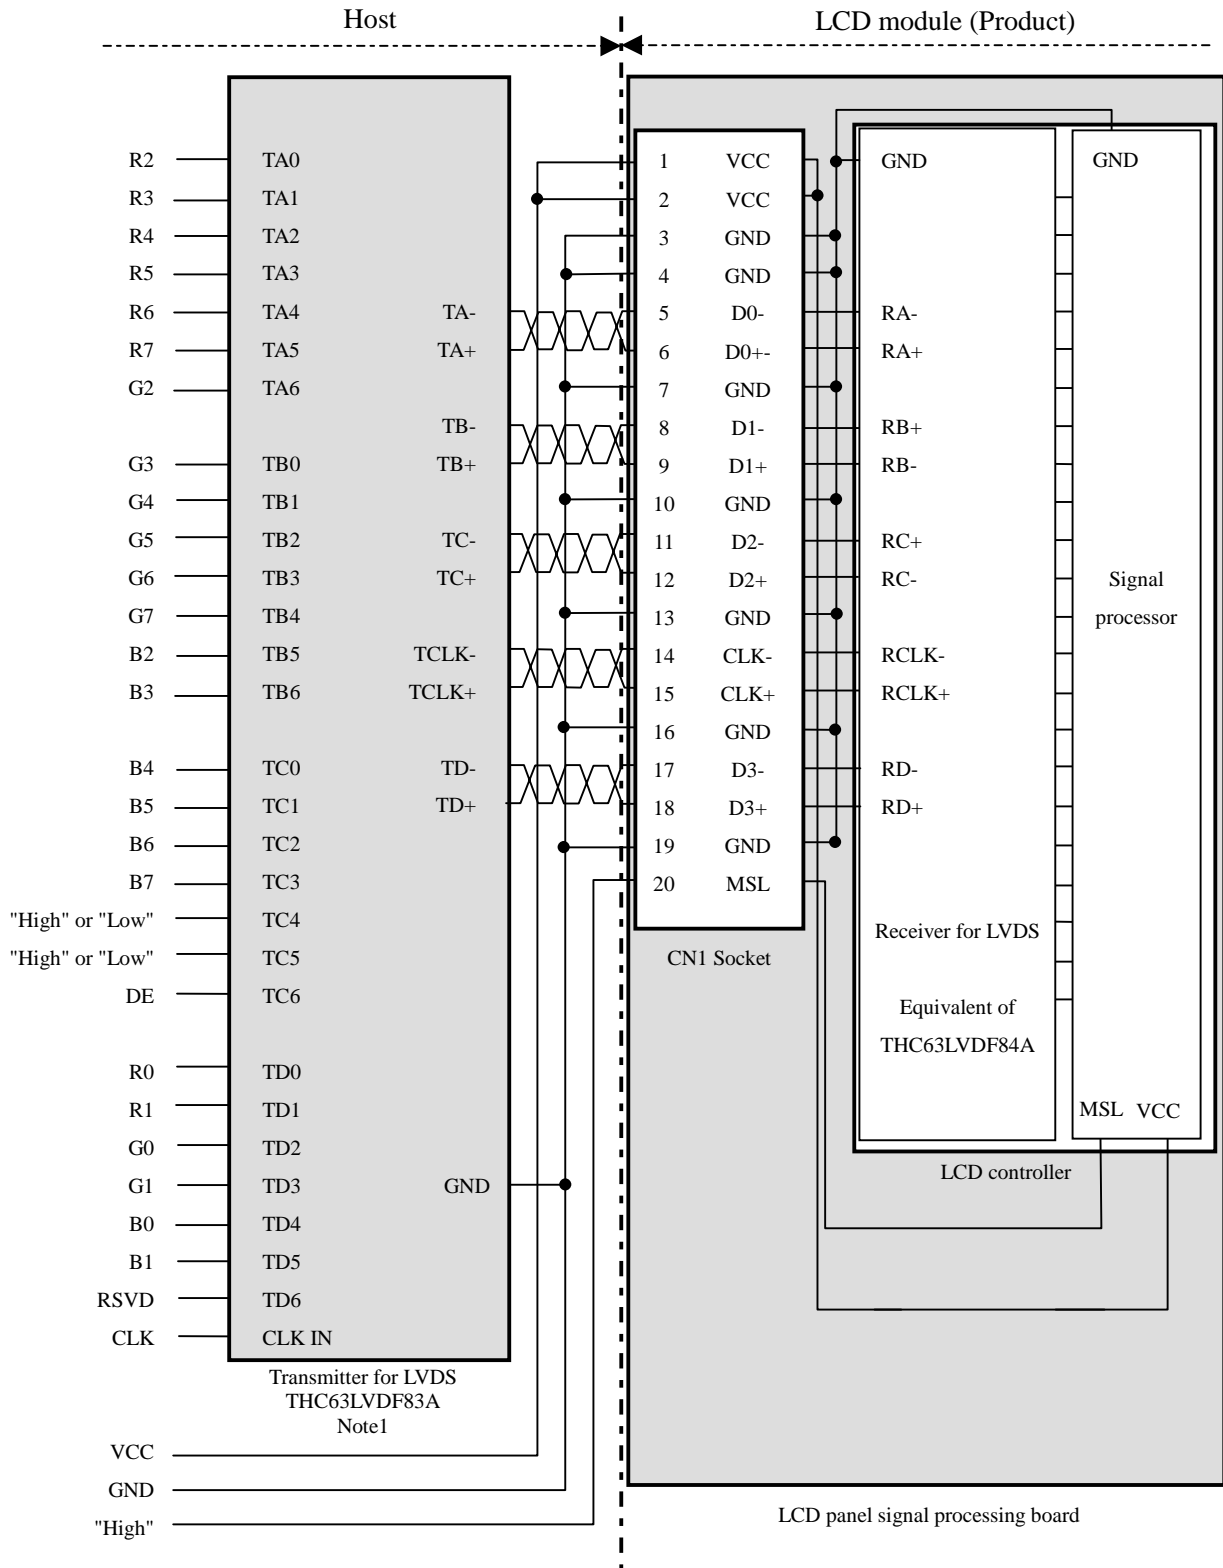 Host
LCD module (Product)
R2 TA0
R3 TA1
R4 TA2
R5 TA3
R6 TA4 TA-
R7 TA5 TA+
G2 TA6
TB-
G3 TB0 TB+
G4 TB1
G5 TB2 TC-
G6 TB3 TC+
G7 TB4
B2 TB5 TCLK-
B3 TB6 TCLK+
B4 TC0 TD-
B5 TC1 TD+
B6 TC2
B7 TC3
"High" or "Low" TC4
"High" or "Low" TC5
DE TC6
R0 TD0
R1 TD1
G0 TD2
G1 TD3 GND
B0 TD4
B1 TD5
RSVD TD6
CLK CLK IN
Transmitter for LVDS
THC63LVDF83A
Note1
VCC
GND
"High"
1 VCC
2 VCC
3 GND
4 GND
5 D0-
6 D0+-
7 GND
8 D1-
9 D1+
10 GND
11 D2-
12 D2+
13 GND
14 CLK-
15 CLK+
16 GND
17 D3-
18 D3+
19 GND
20 MSL
CN1 Socket
GND
RA-
RA+
RB+
RB-
RC+
RC-
RCLK-
RCLK+
RD-
RD+
Receiver for LVDS
Equivalent of
THC63LVDF84A
GND
Signal
processor
MSL VCC
LCD controller
LCD panel signal processing board